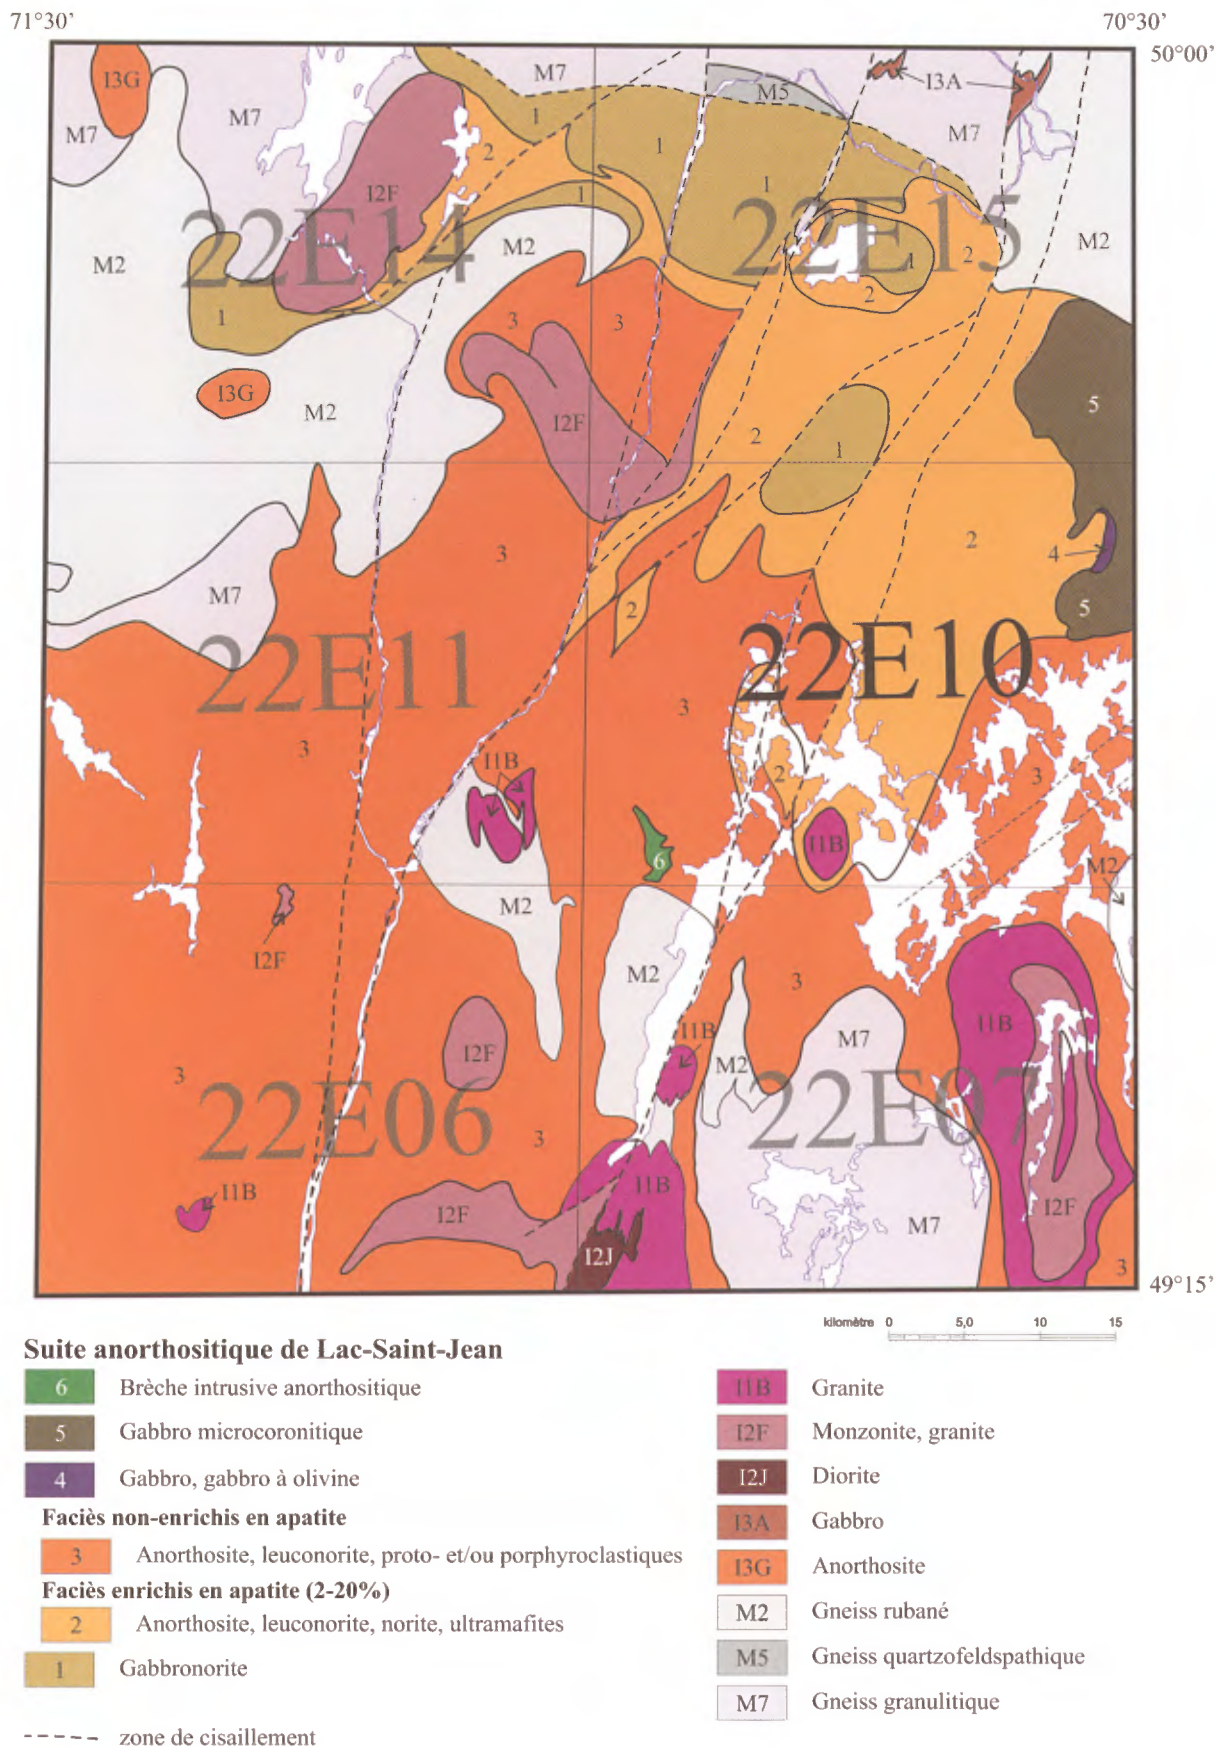 71°30'
70°30'
50°00'
I3G
M7
M7
M7
M5
I3A
M7
1
1
2
1
I2F
1
22E14
22E15
M2
M2
M2
1
2
2
1
3
3
I3G
M2
I2F
5
2
1
3
2
4
5
M7
2
22E11
22E10
3
3
3
I1B
2
I1B
6
M2
M2
I2F
M2
3
I1B
I1B
M7
I2F
M2
3
22E06
22E07
3
I1B
I1B
I2F
I2F
M7
I2J
3
49°15'
kilomètre 0 5,0 10 15
Suite anorthositique de Lac-Saint-Jean
6 Brèche intrusive anorthositique
5 Gabbro microcoronitique
4 Gabbro, gabbro à olivine
Faciès non-enrichis en apatite
3 Anorthosite, leuconorite, proto- et/ou porphyroclastiques
Faciès enrichis en apatite (2-20%)
2 Anorthosite, leuconorite, norite, ultramafites
1 Gabbronorite
zone de cisaillement
I1B Granite
I2F Monzonite, granite
I2J Diorite
I3A Gabbro
I3G Anorthosite
M2 Gneiss rubané
M5 Gneiss quartzofeldspathique
M7 Gneiss granulitique